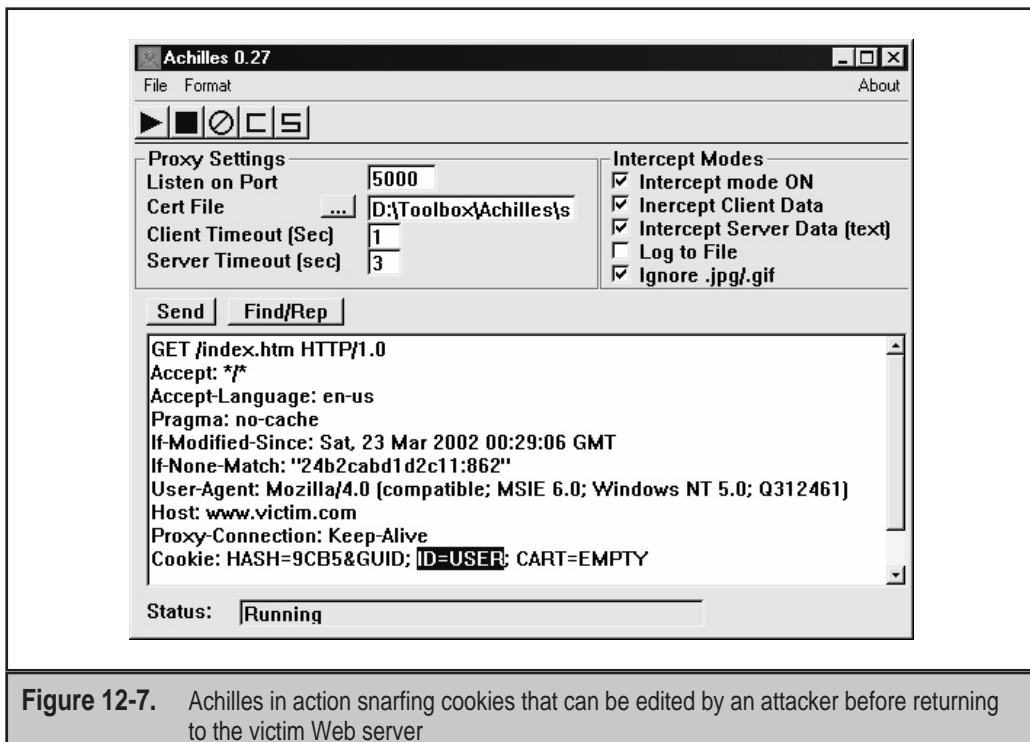 Achilles 0.27
File Format About
Proxy Settings
Listen on Port 5000
Cert File ... D:\Toolbox\Achilles\s
Client Timeout (Sec) 1
Server Timeout (sec) 3
Intercept Modes
Intercept mode ON
Inercept Client Data
Intercept Server Data (text)
Log to File
Ignore .jpg/.gif
Send Find/Rep
GET /index.htm HTTP/1.0
Accept: */*
Accept-Language: en-us
Pragma: no-cache
If-Modified-Since: Sat, 23 Mar 2002 00:29:06 GMT
If-None-Match: "24b2cabd1d2c11:862"
User-Agent: Mozilla/4.0 (compatible; MSIE 6.0; Windows NT 5.0; Q312461)
Host: www.victim.com
Proxy-Connection: Keep-Alive
Cookie: HASH=9CB5&GUID; ID=USER; CART=EMPTY
Status: Running
Figure 12-7. Achilles in action snarfing cookies that can be edited by an attacker before returning
to the victim Web server